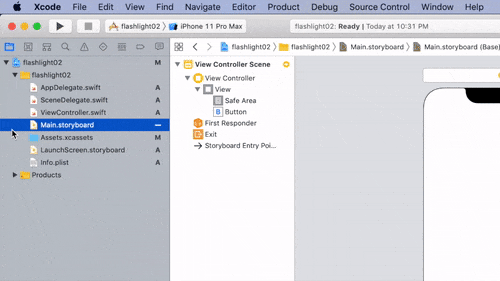 Xcode File Edit View Find Navigate Editor Product Debug Source Control Window Help
flashlight02 iPhone 11 Pro Max flashlight02: Ready | Today at 10:31 PM
flashlight02 flashlight02 Main.storyboard Main.storyboard (Base)
flashlight02 M
flashlight02
AppDelegate.swift A
SceneDelegate.swift A
ViewController.swift A
Main.storyboard
Assets.xcassets M
LaunchScreen.storyboard A
Info.plist A
Products
View Controller Scene
View Controller
View
Safe Area
B Button
First Responder
Exit
Storyboard Entry Poi...